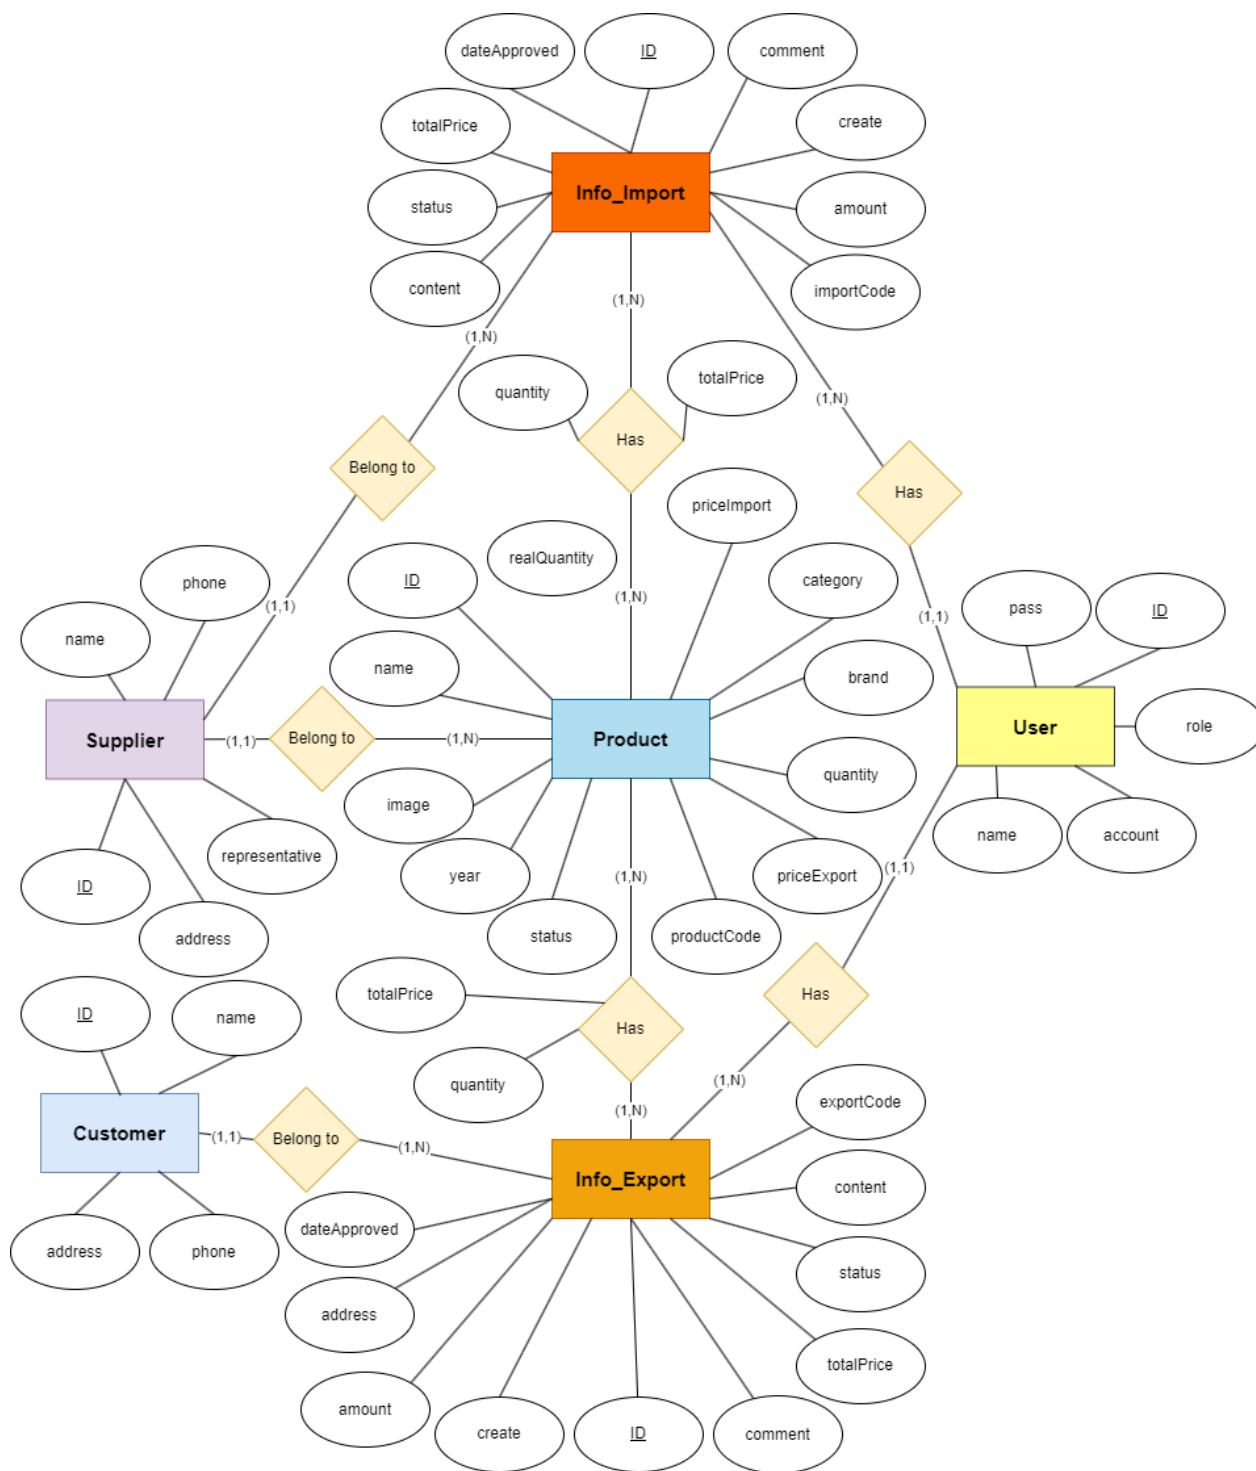 dateApproved
ID
comment
totalPrice
create
Info_Import
status
amount
content
importCode
(1,N)
(1,N)
(1,N)
quantity
totalPrice
Has
Belong to
Has
priceImport
realQuantity
phone
ID
category
(1,1)
(1,N)
(1,1)
pass
ID
name
name
brand
Supplier
(1,1)
Belong to
(1,N)
Product
User
role
image
quantity
name
account
representative
ID
year
priceExport
(1,N)
(1,1)
address
status
productCode
totalPrice
Has
ID
name
Has
quantity
(1,N)
exportCode
(1,N)
Customer
(1,1)
Belong to
(1,N)
Info_Export
content
dateApproved
address
phone
status
address
totalPrice
amount
create
ID
comment